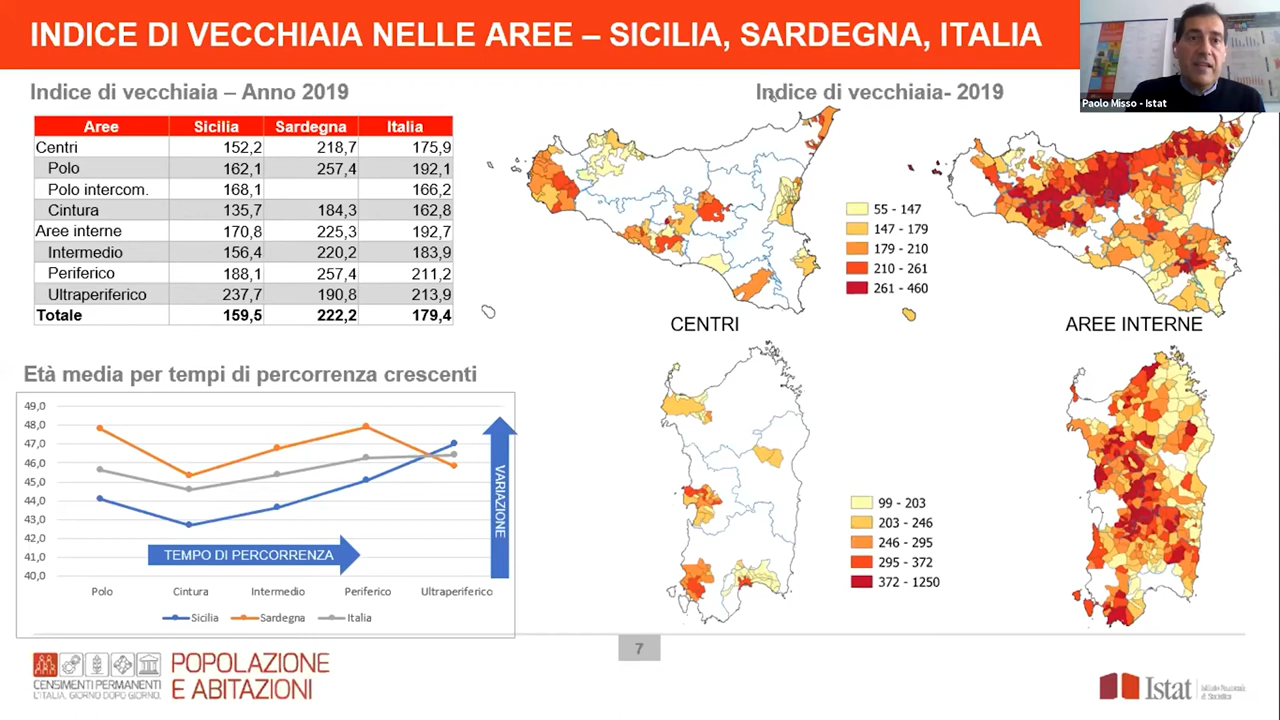 INDICE DI VECCHIAIA NELLE AREE – SICILIA, SARDEGNA, ITALIA
Paolo Misso - Istat
Indice di vecchiaia – Anno 2019
Aree Sicilia Sardegna Italia
Centri 152,2 218,7 175,9
Polo 162,1 257,4 192,1
Polo intercom. 168,1 166,2
Cintura 135,7 184,3 162,8
Aree interne 170,8 225,3 192,7
Intermedio 156,4 220,2 183,9
Periferico 188,1 257,4 211,2
Ultraperiferico 237,7 190,8 213,9
Totale 159,5 222,2 179,4
Indice di vecchiaia- 2019
55 - 147
147 - 179
179 - 210
210 - 261
261 - 460
CENTRI
AREE INTERNE
99 - 203
203 - 246
246 - 295
295 - 372
372 - 1250
Età media per tempi di percorrenza crescenti
49,0
48,0
47,0
46,0
45,0
44,0
43,0
42,0
41,0
40,0
VARIAZIONE
TEMPO DI PERCORRENZA
Polo Cintura Intermedio Periferico Ultraperiferico
Sicilia Sardegna Italia
7
CENSIMENTI PERMANENTI
L'ITALIA, GIORNO DOPO GIORNO.
POPOLAZIONE
E ABITAZIONI
Istat
Istituto Nazionale
di Statistica